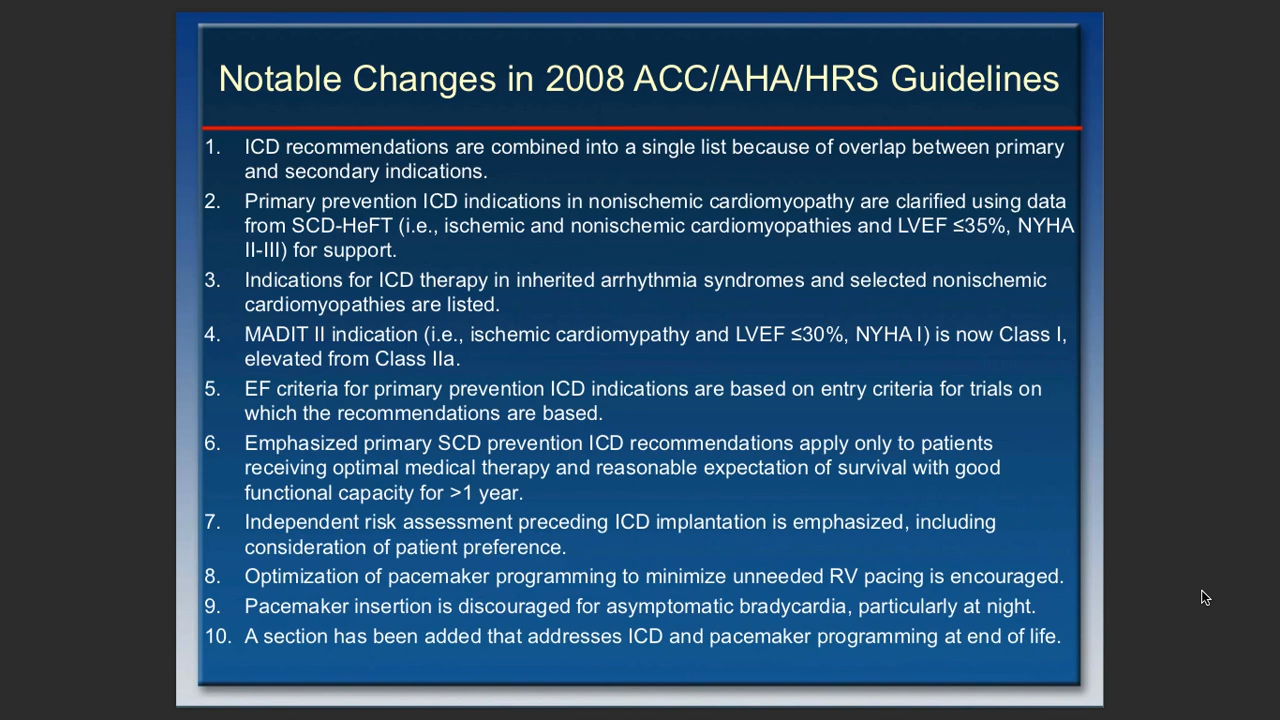 Notable Changes in 2008 ACC/AHA/HRS Guidelines
1. ICD recommendations are combined into a single list because of overlap between primary
and secondary indications.
2. Primary prevention ICD indications in nonischemic cardiomyopathy are clarified using data
from SCD-HeFT (i.e., ischemic and nonischemic cardiomyopathies and LVEF ≤35%, NYHA
II-III) for support.
3. Indications for ICD therapy in inherited arrhythmia syndromes and selected nonischemic
cardiomyopathies are listed.
4. MADIT II indication (i.e., ischemic cardiomypathy and LVEF ≤30%, NYHA I) is now Class I,
elevated from Class IIa.
5. EF criteria for primary prevention ICD indications are based on entry criteria for trials on
which the recommendations are based.
6. Emphasized primary SCD prevention ICD recommendations apply only to patients
receiving optimal medical therapy and reasonable expectation of survival with good
functional capacity for >1 year.
7. Independent risk assessment preceding ICD implantation is emphasized, including
consideration of patient preference.
8. Optimization of pacemaker programming to minimize unneeded RV pacing is encouraged.
9. Pacemaker insertion is discouraged for asymptomatic bradycardia, particularly at night.
10. A section has been added that addresses ICD and pacemaker programming at end of life.